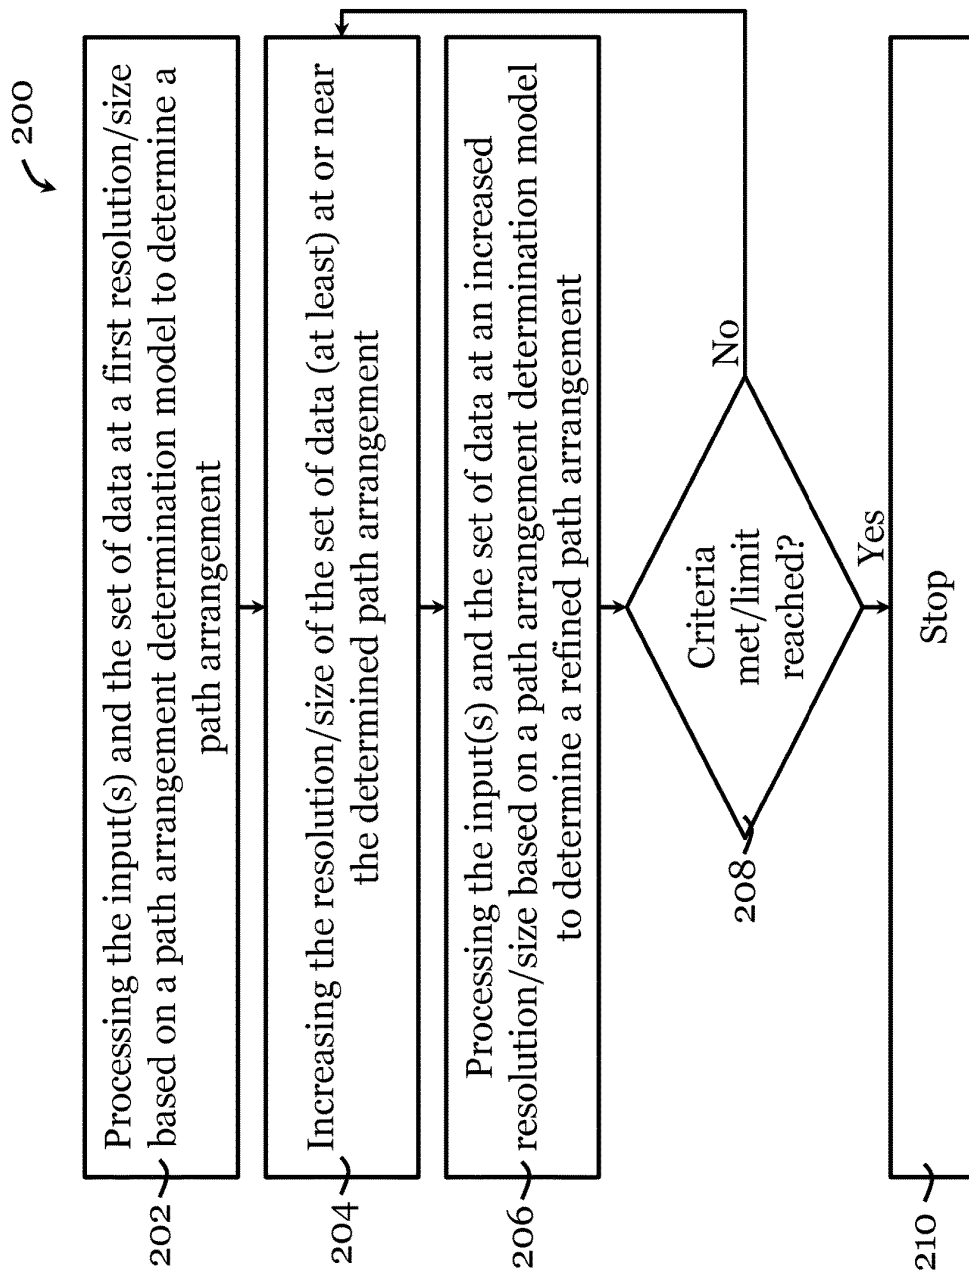 200
202
Processing the input(s) and the set of data at a first resolution/size
based on a path arrangement determination model to determine a
path arrangement
204
Increasing the resolution/size of the set of data (at least) at or near
the determined path arrangement
206
Processing the input(s) and the set of data at an increased
resolution/size based on a path arrangement determination model
to determine a refined path arrangement
208
Criteria
met/limit
reached?
No
Yes
210
Stop